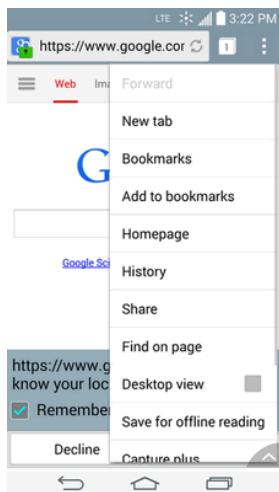 LTE 3:22 PM
https://www.google.cor 1
Web Ima
Forward
New tab
Bookmarks
Add to bookmarks
Homepage
Google Sci
History
Share
Find on page
https://www.g
know your loc
Desktop view
Remember
Save for offline reading
Decline
Capture plus